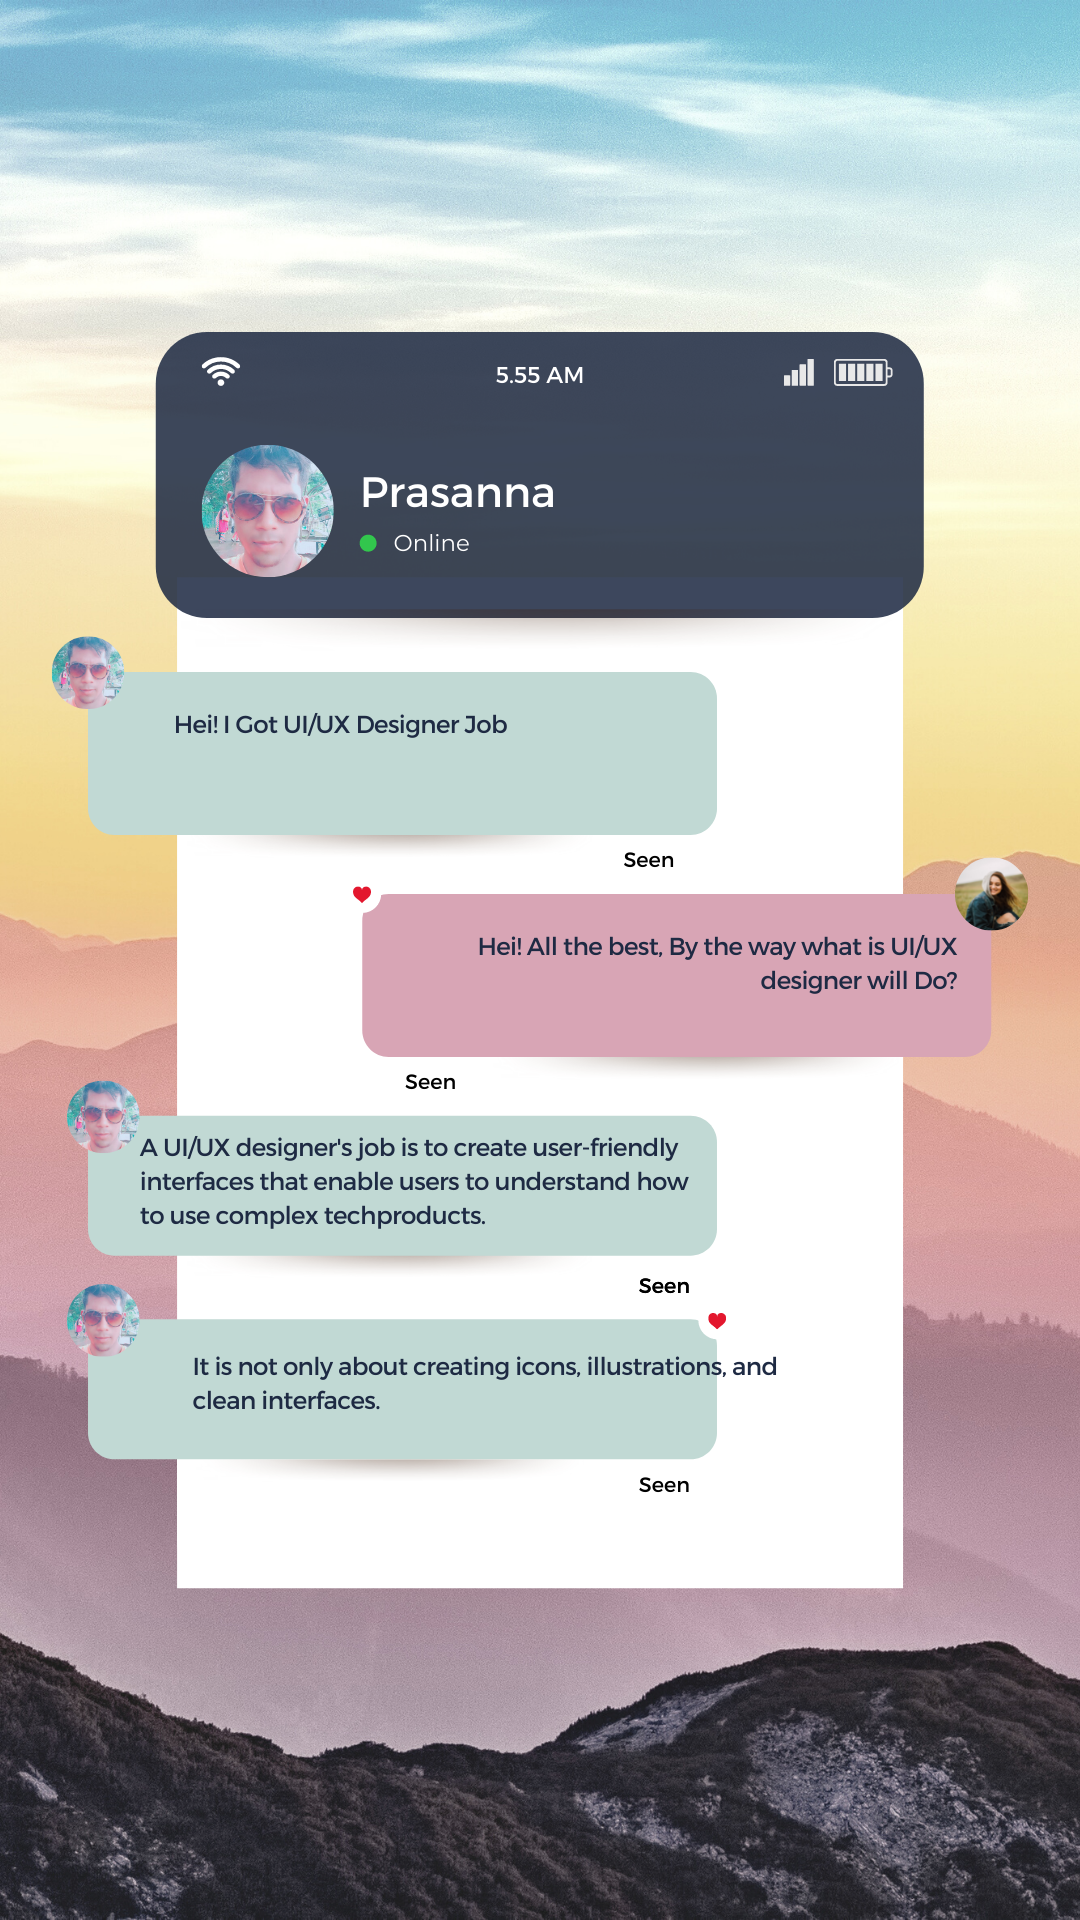 5.55 AM
Prasanna
Online
Hei! I Got UI/UX Designer Job
Seen
Hei! All the best, By the way what is UI/UX
designer will Do?
Seen
A UI/UX designer's job is to create user-friendly
interfaces that enable users to understand how
to use complex techproducts.
Seen
It is not only about creating icons, illustrations, and
clean interfaces.
Seen